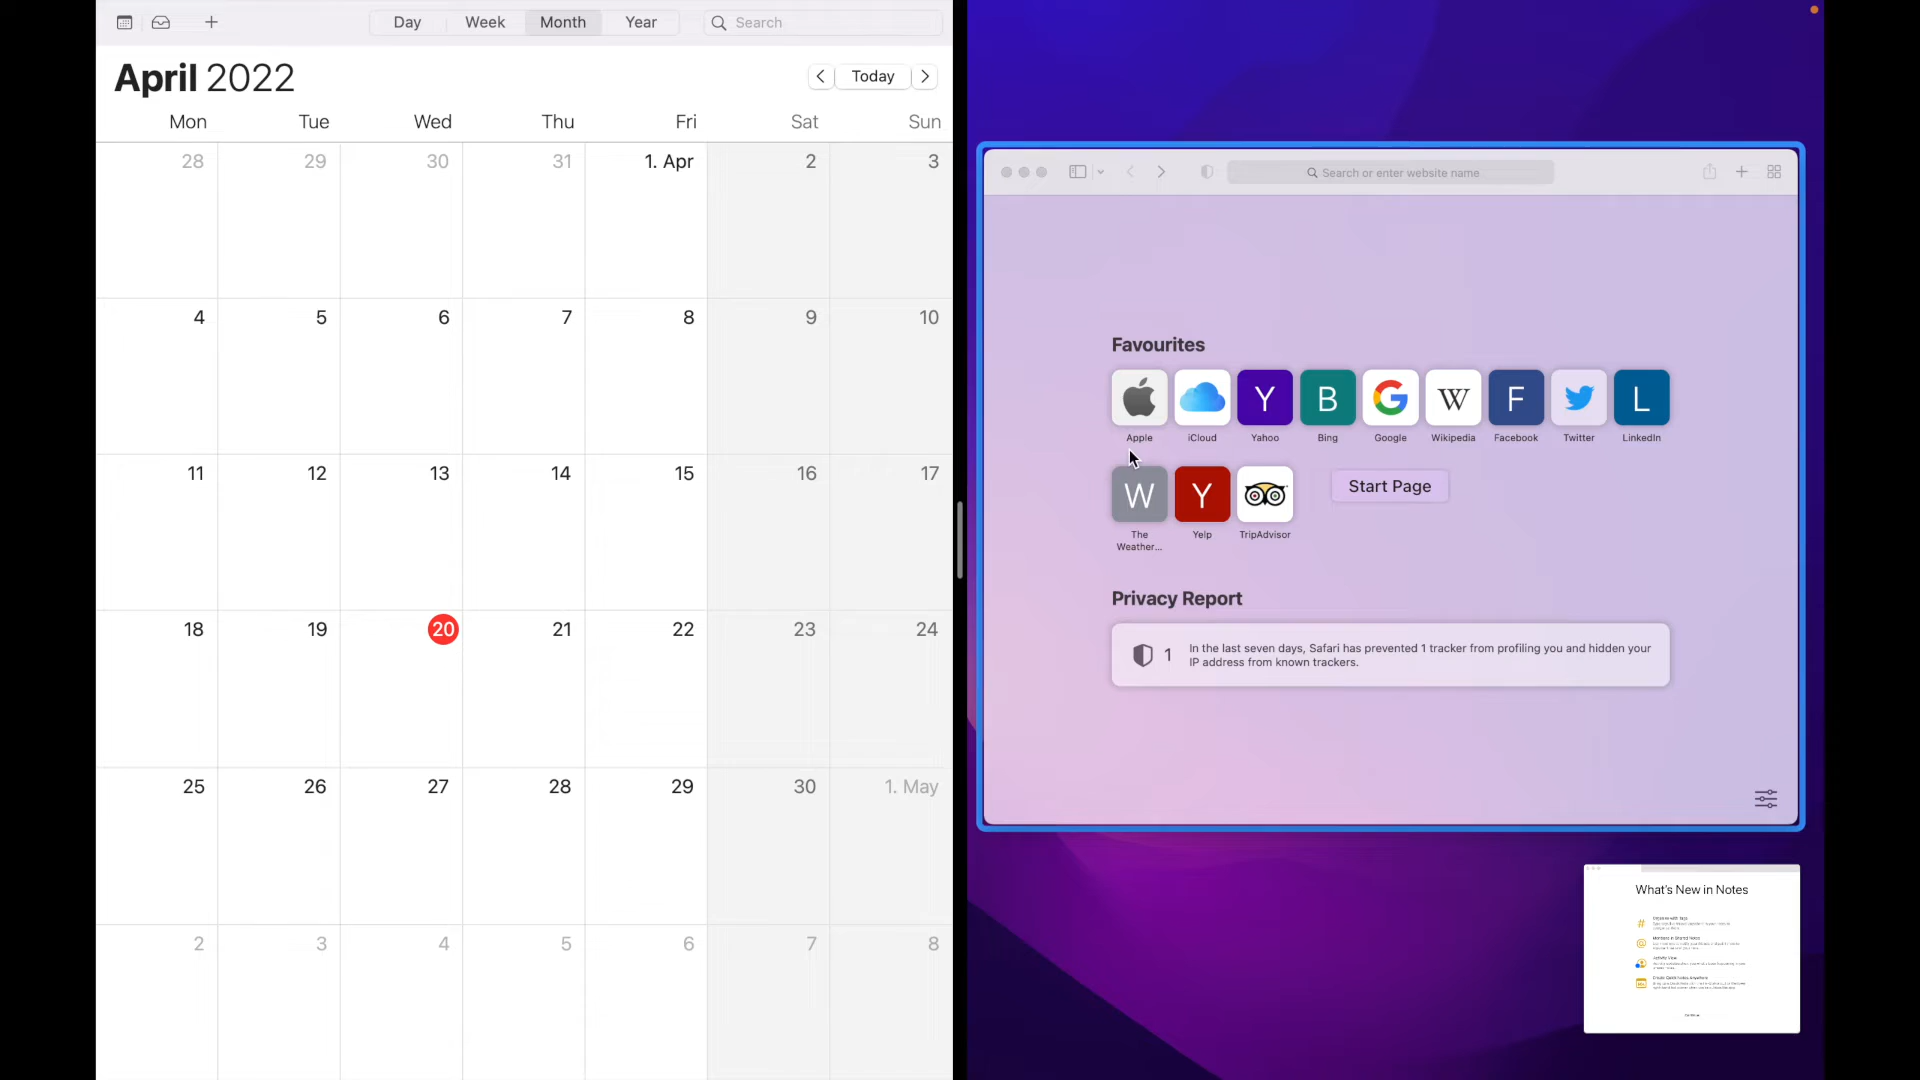 Day Week Month Year Search
April 2022
Today
Mon Tue Wed Thu Fri Sat Sun
28 29 30 31 1. Apr 2 3
4 5 6 7 8 9 10
11 12 13 14 15 16 17
18 19 20 21 22 23 24
25 26 27 28 29 30 1. May
2 3 4 5 6 7 8
Search or enter website name
Favourites
Y B G W F L
Apple iCloud Yahoo Bing Google Wikipedia Facebook Twitter LinkedIn
W Y
Start Page
The Yelp TripAdvisor
Weather...
Privacy Report
1 In the last seven days, Safari has prevented 1 tracker from profiling you and hidden your
IP address from known trackers.
What's New in Notes